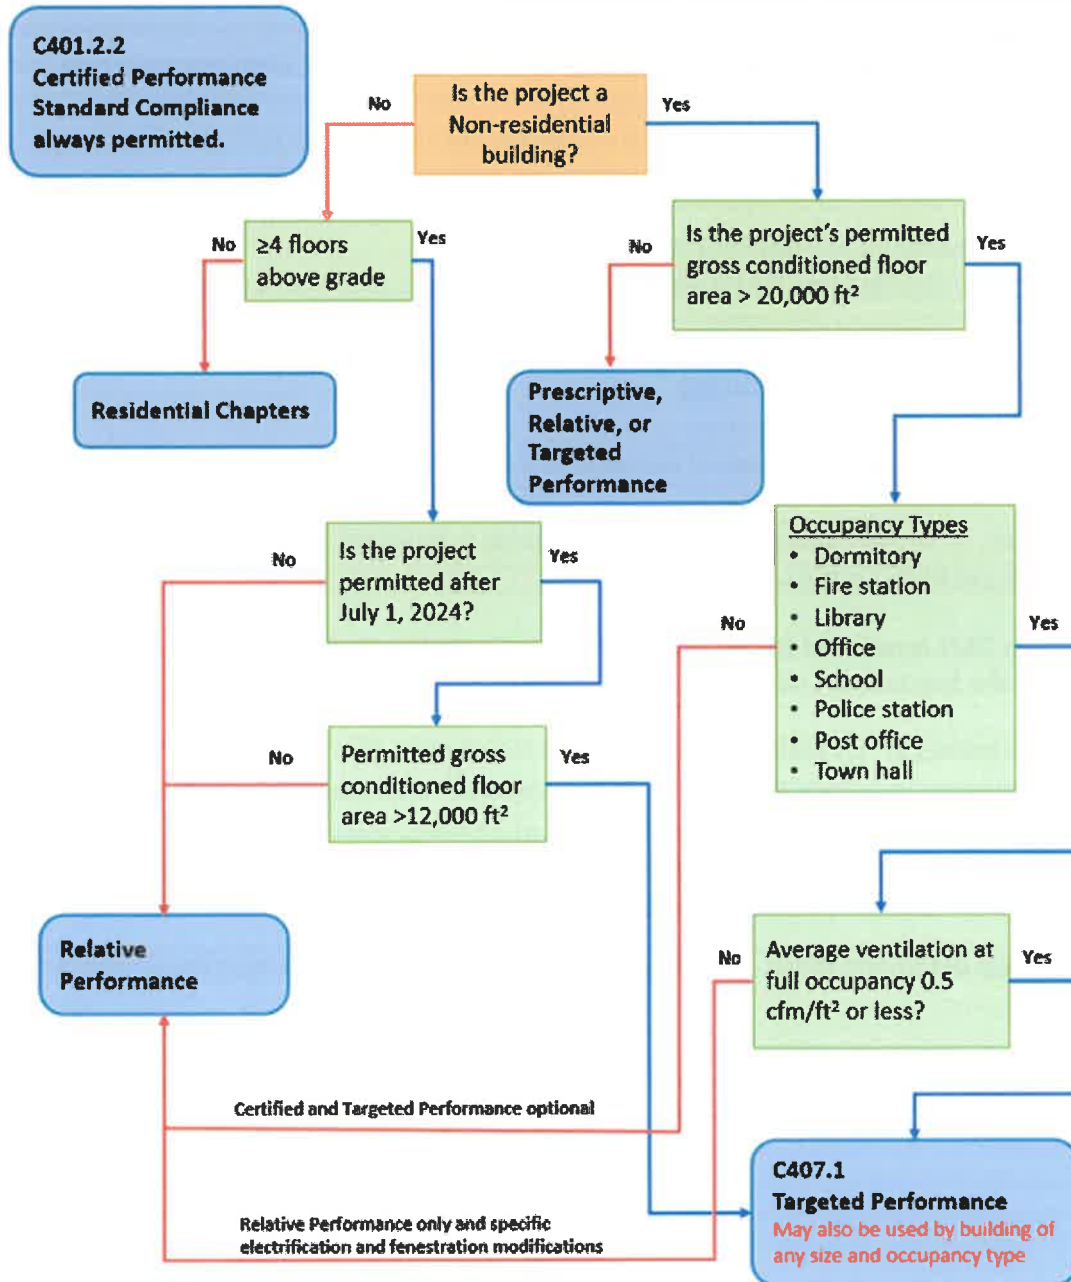 C401.2.2
Certified Performance
Standard Compliance
always permitted.
No
Is the project a
Non-residential
building?
Yes
No
≥4 floors
above grade
Yes
No
Is the project's permitted
gross conditioned floor
area > 20,000 ft²
Yes
Residential Chapters
Prescriptive,
Relative, or
Targeted
Performance
No
Is the project
permitted after
July 1, 2024?
Yes
No
Occupancy Types
• Dormitory
• Fire station
• Library
• Office
• School
• Police station
• Post office
• Town hall
Yes
No
Permitted gross
conditioned floor
area >12,000 ft²
Yes
Relative
Performance
No
Average ventilation at
full occupancy 0.5
cfm/ft² or less?
Yes
Certified and Targeted Performance optional
C407.1
Targeted Performance
May also be used by building of
any size and occupancy type
Relative Performance only and specific
electrification and fenestration modifications